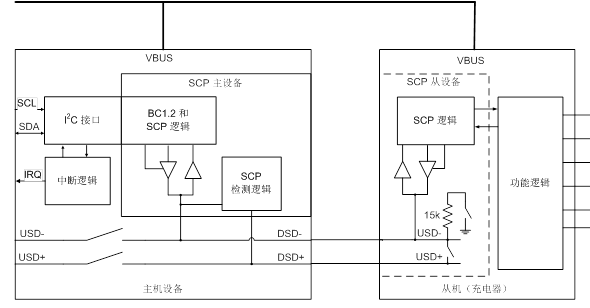 VBUS
VBUS
SCP 主设备
SCP 从设备
SCL
I²C 接口
BC1.2 和
SCP 逻辑
SCP 逻辑
SDA
IRQ
中断逻辑
SCP
检测逻辑
功能逻辑
15k
USD-
DSD-
USD-
USD+
DSD+
USD+
主机设备
从机（充电器）